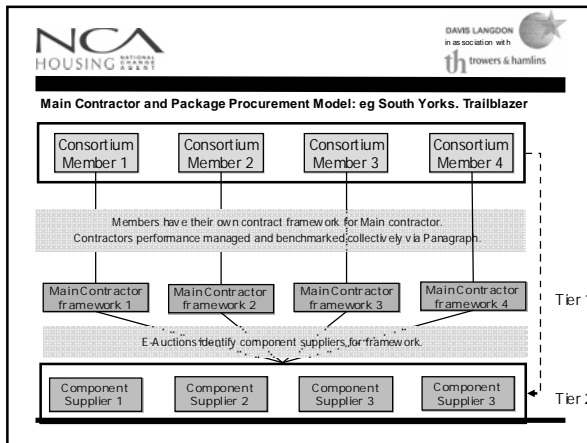 NCA
HOUSING NATIONAL CHANGE AGENT
DAVIS LANGDON
in association with
th trowers & hamlins
Main Contractor and Package Procurement Model: eg South Yorks. Trailblazer
Consortium Member 1
Consortium Member 2
Consortium Member 3
Consortium Member 4
Members have their own contract framework for Main contractor.
Contractors performance managed and benchmarked collectively via Panagraph.
Main Contractor framework 1
Main Contractor framework 2
Main Contractor framework 3
Main Contractor framework 4
Tier 1
E-Auctions identify component suppliers for framework.
Component Supplier 1
Component Supplier 2
Component Supplier 3
Component Supplier 3
Tier 2